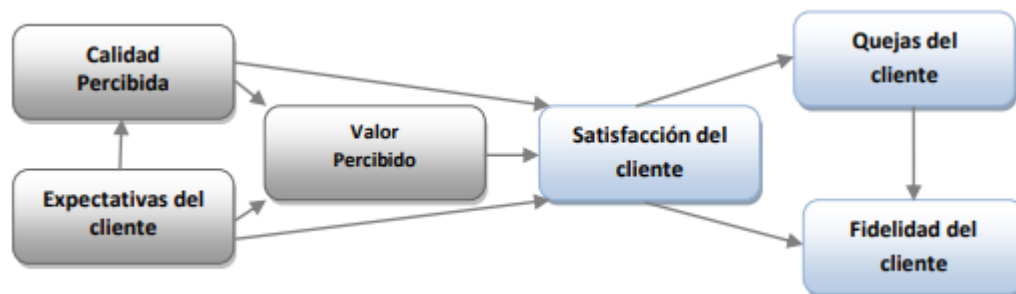 Calidad
Percibida
Expectativas del
cliente
Valor
Percibido
Satisfacción del
cliente
Quejas del
cliente
Fidelidad del
cliente